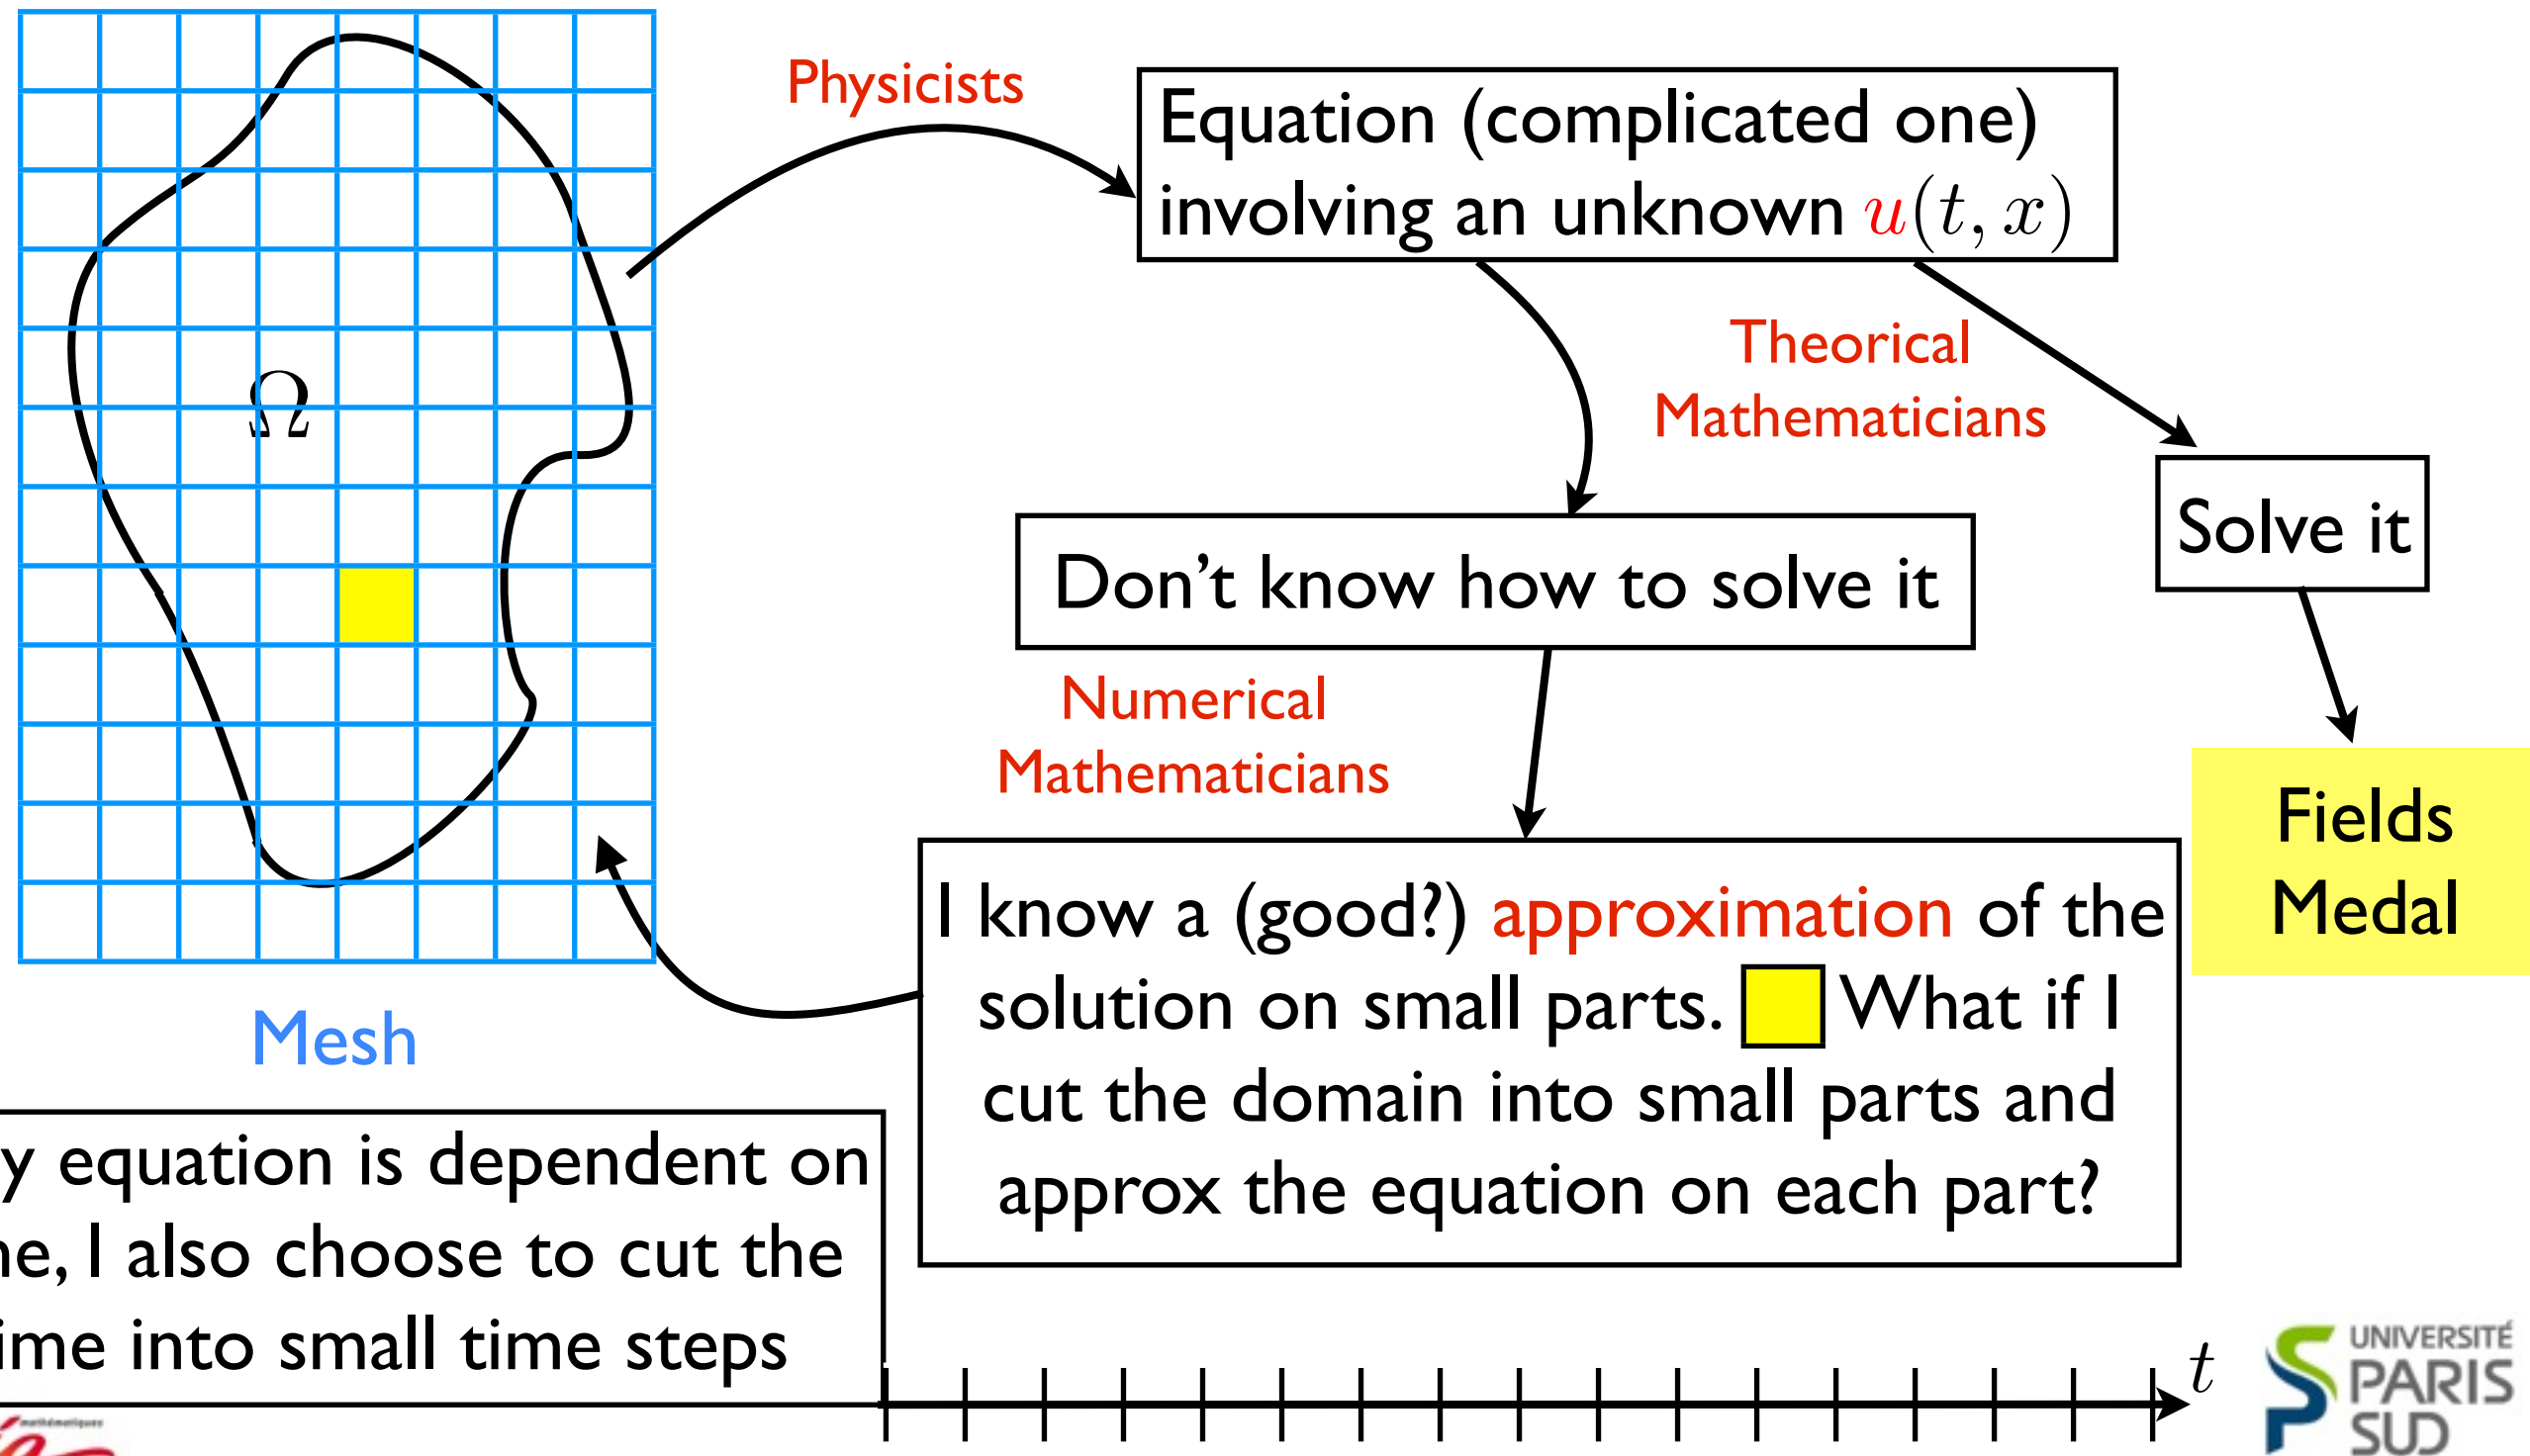 Physicists
Equation (complicated one)
involving an unknown u(t, x)
Theorical
Mathematicians
Ω
Solve it
Don't know how to solve it
Numerical
Mathematicians
Fields
Medal
I know a (good?) approximation of the
solution on small parts. What if I
cut the domain into small parts and
approx the equation on each part?
Mesh
y equation is dependent on
ne, I also choose to cut the
ime into small time steps
t
mathématiques
UNIVERSITÉ
PARIS
SUD